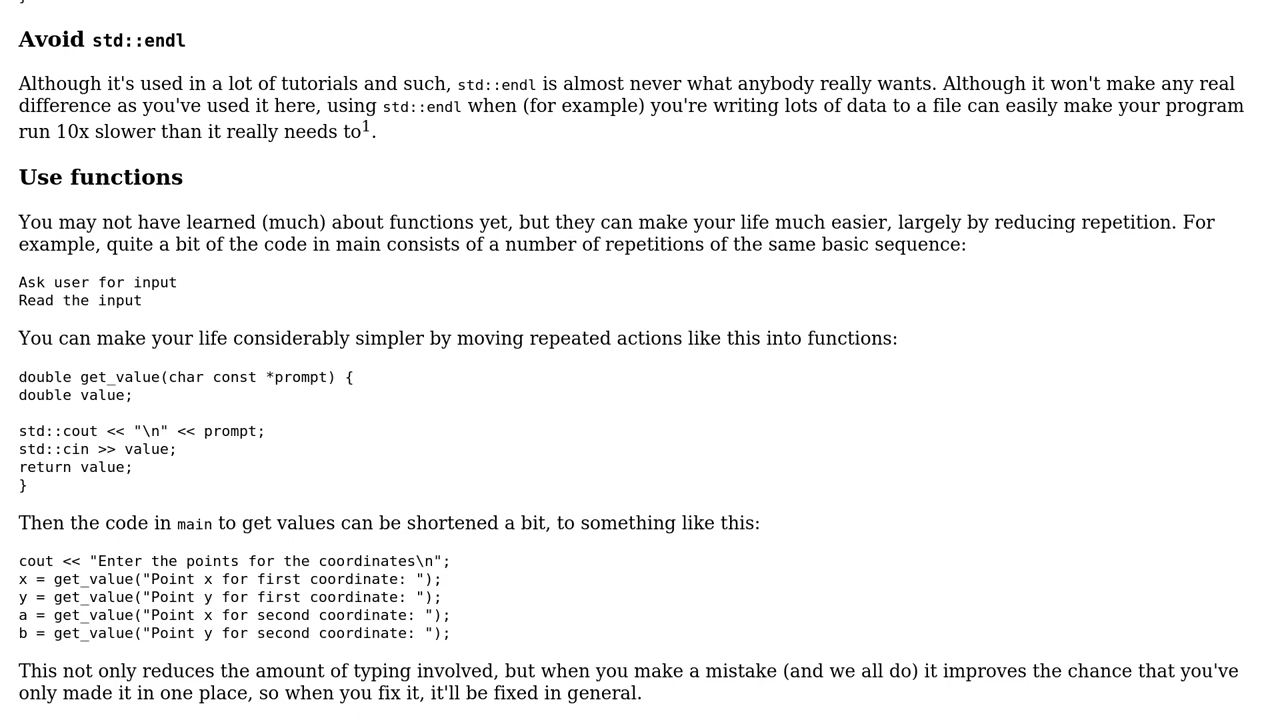 Avoid std::endl
Although it's used in a lot of tutorials and such, std::endl is almost never what anybody really wants. Although it won't make any real
difference as you've used it here, using std::endl when (for example) you're writing lots of data to a file can easily make your program
run 10x slower than it really needs to1.
Use functions
You may not have learned (much) about functions yet, but they can make your life much easier, largely by reducing repetition. For
example, quite a bit of the code in main consists of a number of repetitions of the same basic sequence:
Ask user for input
Read the input
You can make your life considerably simpler by moving repeated actions like this into functions:
double get_value(char const *prompt) {
double value;
std::cout << "\n" << prompt;
std::cin >> value;
return value;
}
Then the code in main to get values can be shortened a bit, to something like this:
cout << "Enter the points for the coordinates\n";
x = get_value("Point x for first coordinate: ");
y = get_value("Point y for first coordinate: ");
a = get_value("Point x for second coordinate: ");
b = get_value("Point y for second coordinate: ");
This not only reduces the amount of typing involved, but when you make a mistake (and we all do) it improves the chance that you've
only made it in one place, so when you fix it, it'll be fixed in general.